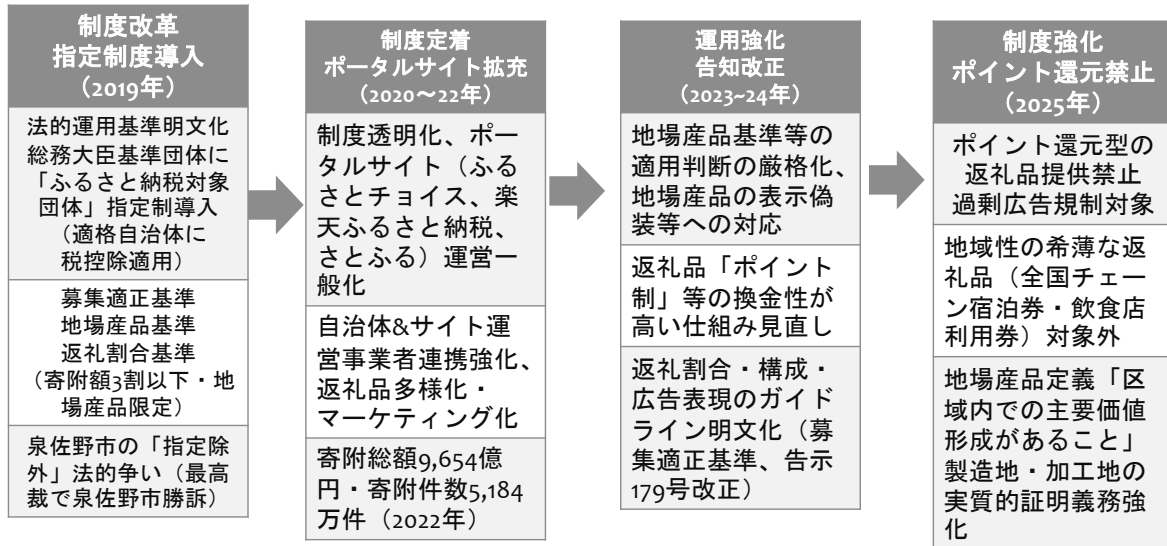 制度改革
指定制度導入
（2019年）
法的運用基準明文化
総務大臣基準団体に
「ふるさと納税対象
団体」指定制導入
（適格自治体に
税控除適用）
募集適正基準
地場産品基準
返礼割合基準
（寄附額3割以下・地
場産品限定）
泉佐野市の「指定除
外」法的争い（最高
裁で泉佐野市勝訴）
制度定着
ポータルサイト拡充
（2020〜22年）
制度透明化、ポー
タルサイト（ふる
さとチョイス、楽
天ふるさと納税、
さとふる）運営一
般化
自治体&サイト運
営事業者連携強化、
返礼品多様化・
マーケティング化
寄附総額9,654億
円・寄附件数5,184
万件（2022年）
運用強化
告知改正
（2023~24年）
地場産品基準等の
適用判断の厳格化、
地場産品の表示偽
装等への対応
返礼品「ポイント
制」等の換金性が
高い仕組み見直し
返礼割合・構成・
広告表現のガイド
ライン明文化（募
集適正基準、告示
179号改正）
制度強化
ポイント還元禁止
（2025年）
ポイント還元型の
返礼品提供禁止
過剰広告規制対象
地域性の希薄な返
礼品（全国チェー
ン宿泊券・飲食店
利用券）対象外
地場産品定義「区
域内での主要価値
形成があること」
製造地・加工地の
実質的証明義務強
化